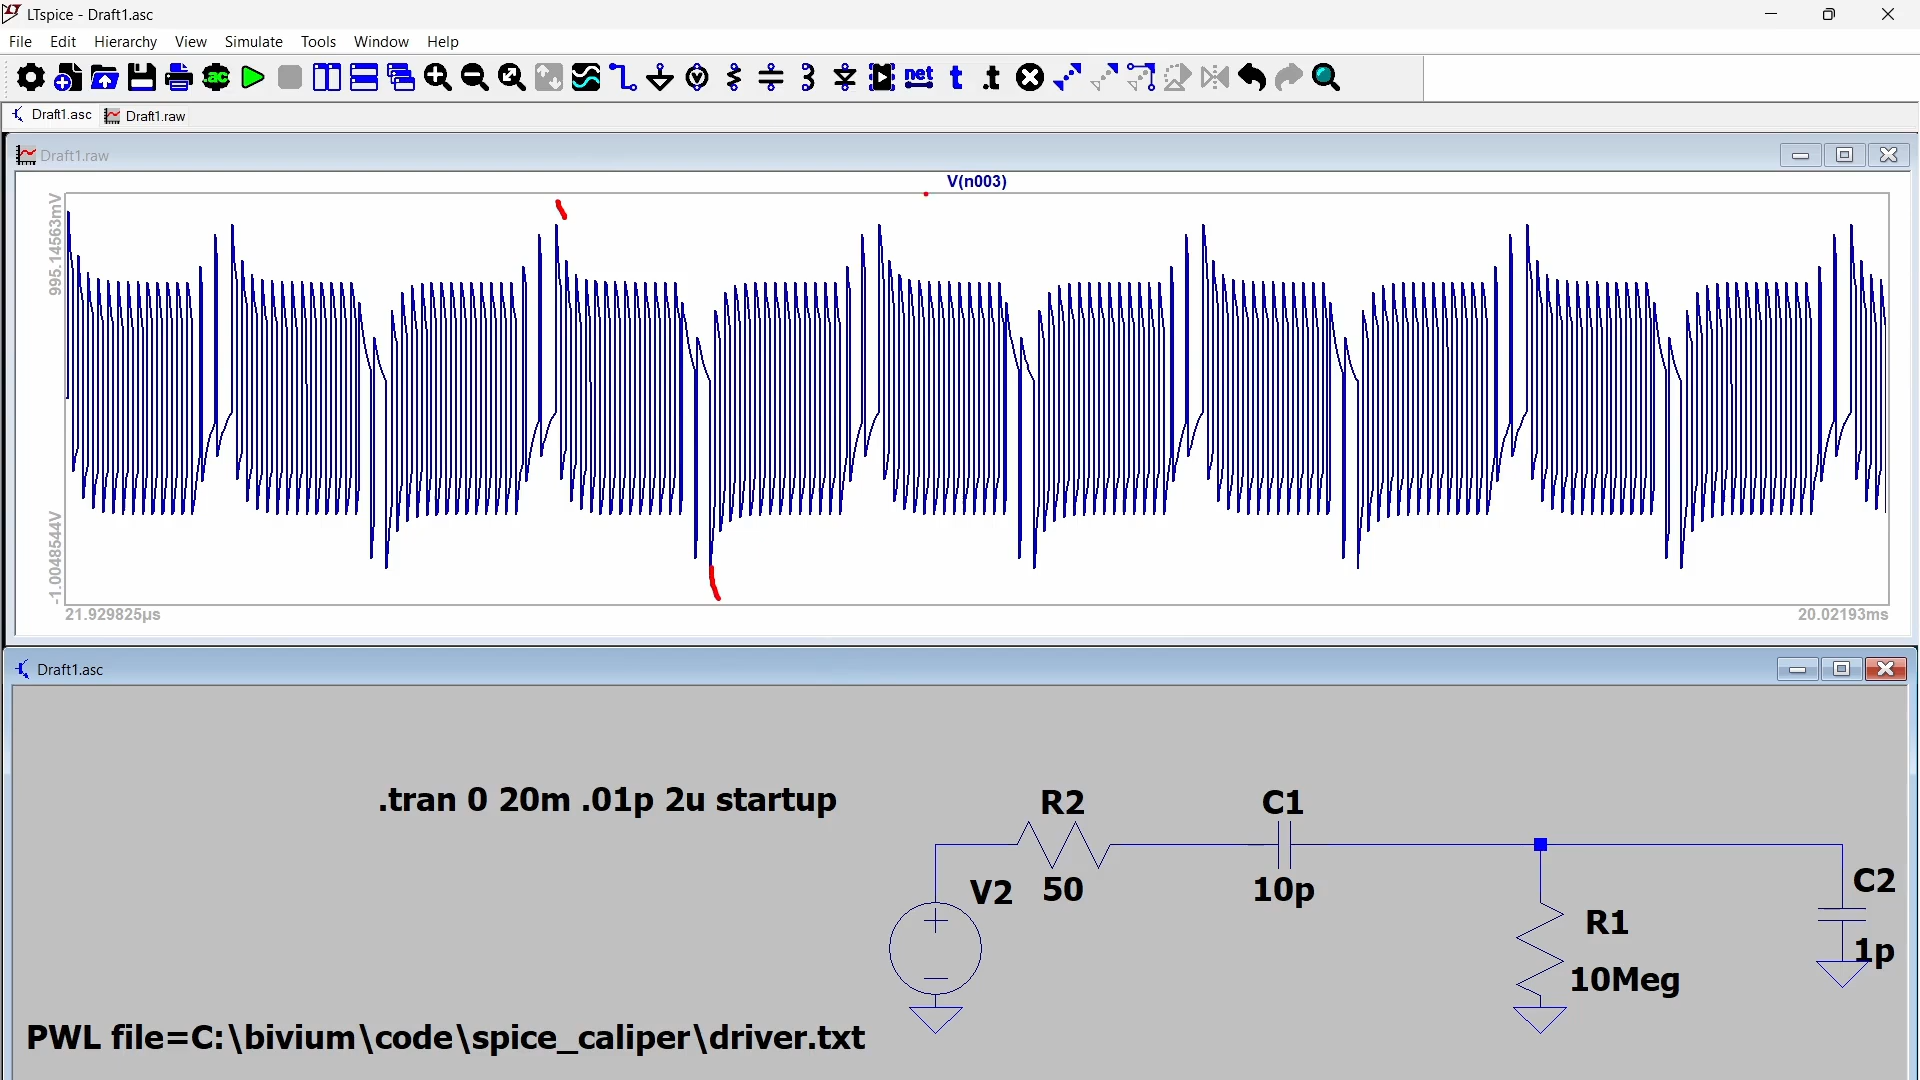 LTspice - Draft1.asc
File Edit Hierarchy View Simulate Tools Window Help
.ac net t .t
Draft1.asc Draft1.raw
Draft1.raw
V(n003)
995.14563mV
-1.0048544V
21.929825µs 20.02193ms
Draft1.asc
.tran 0 20m .01p 2u startup
R2 C1
V2 50 10p C2
R1
1p
10Meg
PWL file=C:\bivium\code\spice_caliper\driver.txt